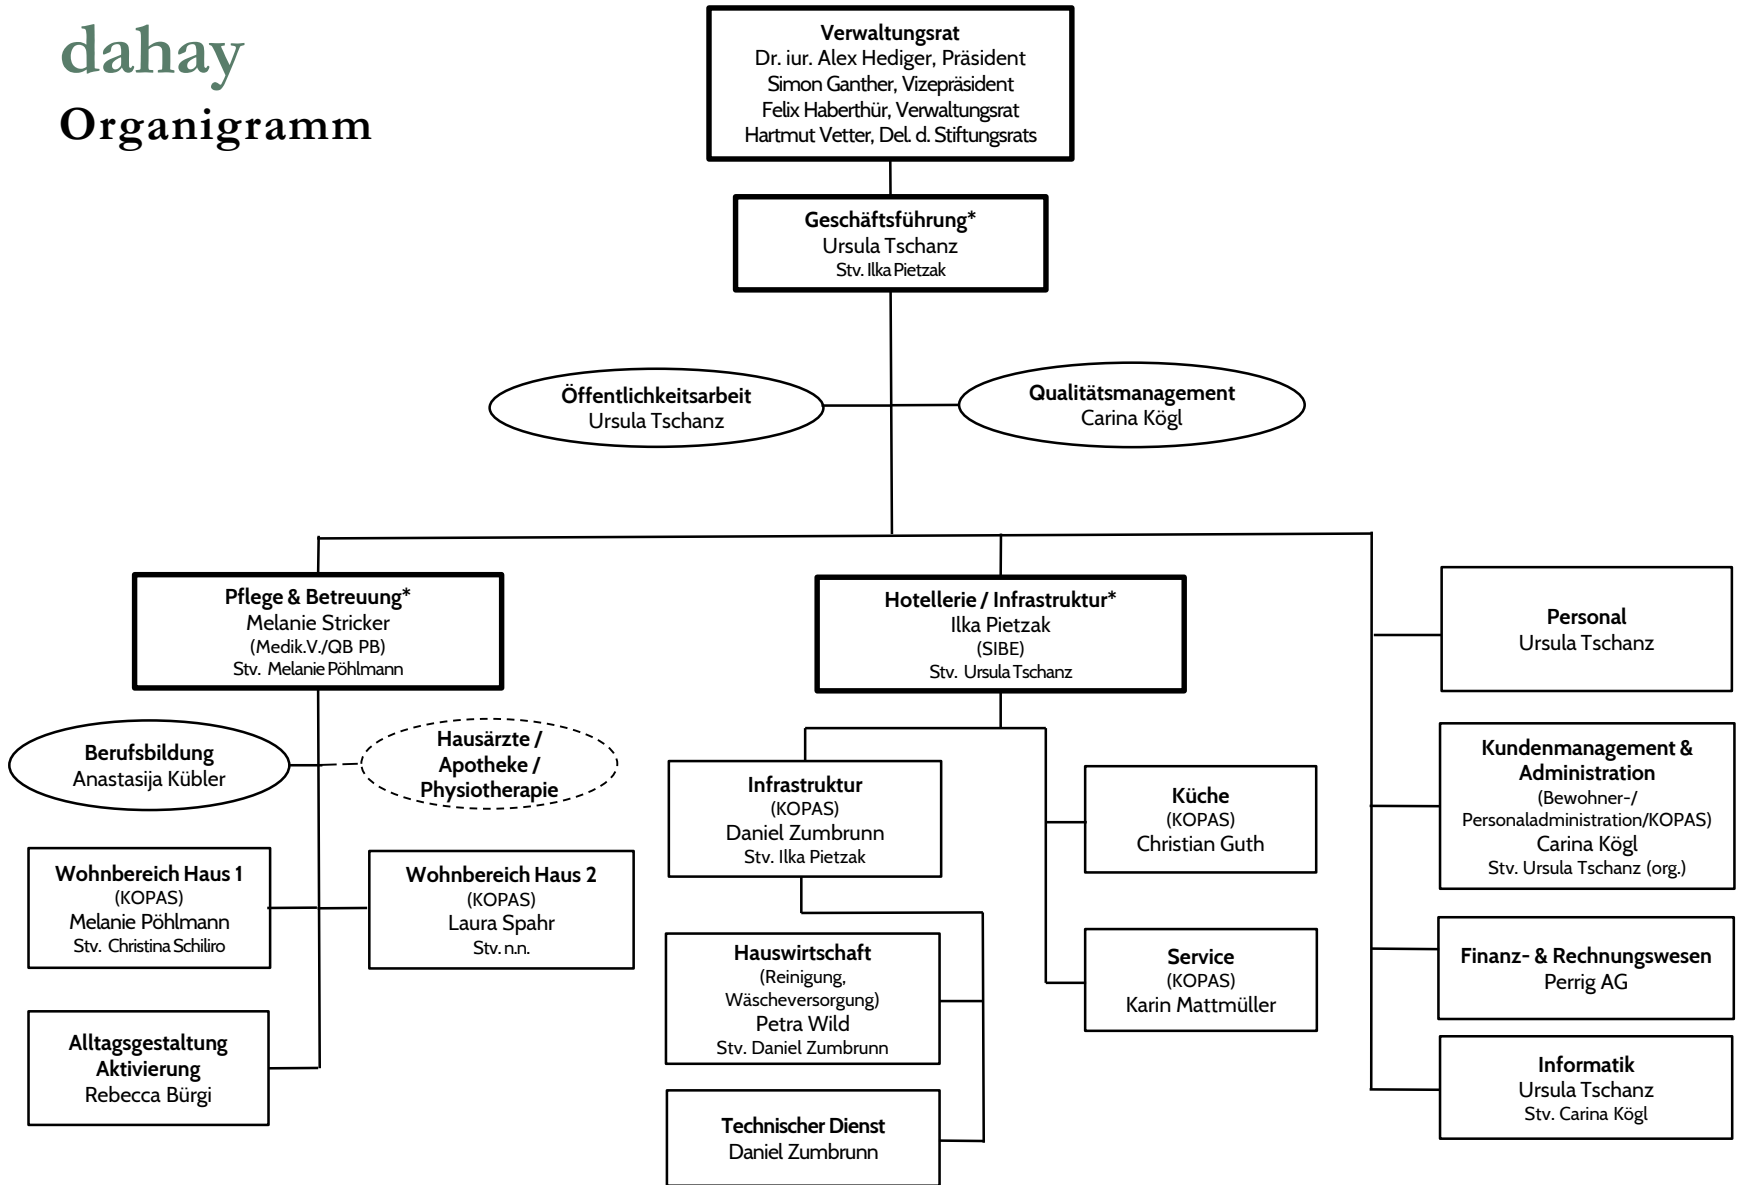 dahay
Organigramm
Verwaltungsrat
Dr. iur. Alex Hediger, Präsident
Simon Ganther, Vizepräsident
Felix Haberthür, Verwaltungsrat
Hartmut Vetter, Del. d. Stiftungsrats
Geschäftsführung*
Ursula Tschanz
Stv. Ilka Pietzak
Öffentlichkeitsarbeit
Ursula Tschanz
Qualitätsmanagement
Carina Kögl
Pflege & Betreuung*
Melanie Stricker
(Medik.V./QB PB)
Stv. Melanie Pöhlmann
Hotellerie / Infrastruktur*
Ilka Pietzak
(SIBE)
Stv. Ursula Tschanz
Personal
Ursula Tschanz
Berufsbildung
Anastasija Kübler
Hausärzte /
Apotheke /
Physiotherapie
Infrastruktur
(KOPAS)
Daniel Zumbrunn
Stv. Ilka Pietzak
Küche
(KOPAS)
Christian Guth
Kundenmanagement &
Administration
(Bewohner-/
Personaladministration/KOPAS)
Carina Kögl
Stv. Ursula Tschanz (org.)
Wohnbereich Haus 1
(KOPAS)
Melanie Pöhlmann
Stv. Christina Schiliro
Wohnbereich Haus 2
(KOPAS)
Laura Spahr
Stv. n.n.
Hauswirtschaft
(Reinigung,
Wäscheversorgung)
Petra Wild
Stv. Daniel Zumbrunn
Service
(KOPAS)
Karin Mattmüller
Finanz- & Rechnungswesen
Perrig AG
Alltagsgestaltung
Aktivierung
Rebecca Bürgi
Technischer Dienst
Daniel Zumbrunn
Informatik
Ursula Tschanz
Stv. Carina Kögl